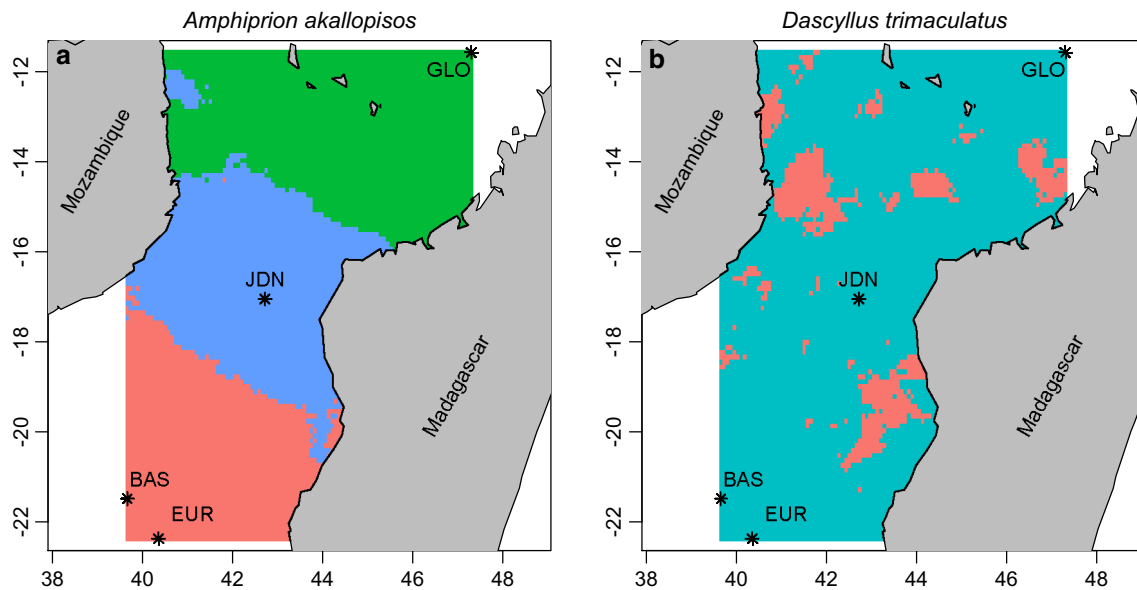 Amphiprion akallopisos
Dascyllus trimaculatus
a
GLO
Mozambique
JDN
Madagascar
BAS
EUR
-12
-14
-16
-18
-20
-22
38
40
42
44
46
48
b
GLO
Mozambique
JDN
Madagascar
BAS
EUR
-12
-14
-16
-18
-20
-22
38
40
42
44
46
48